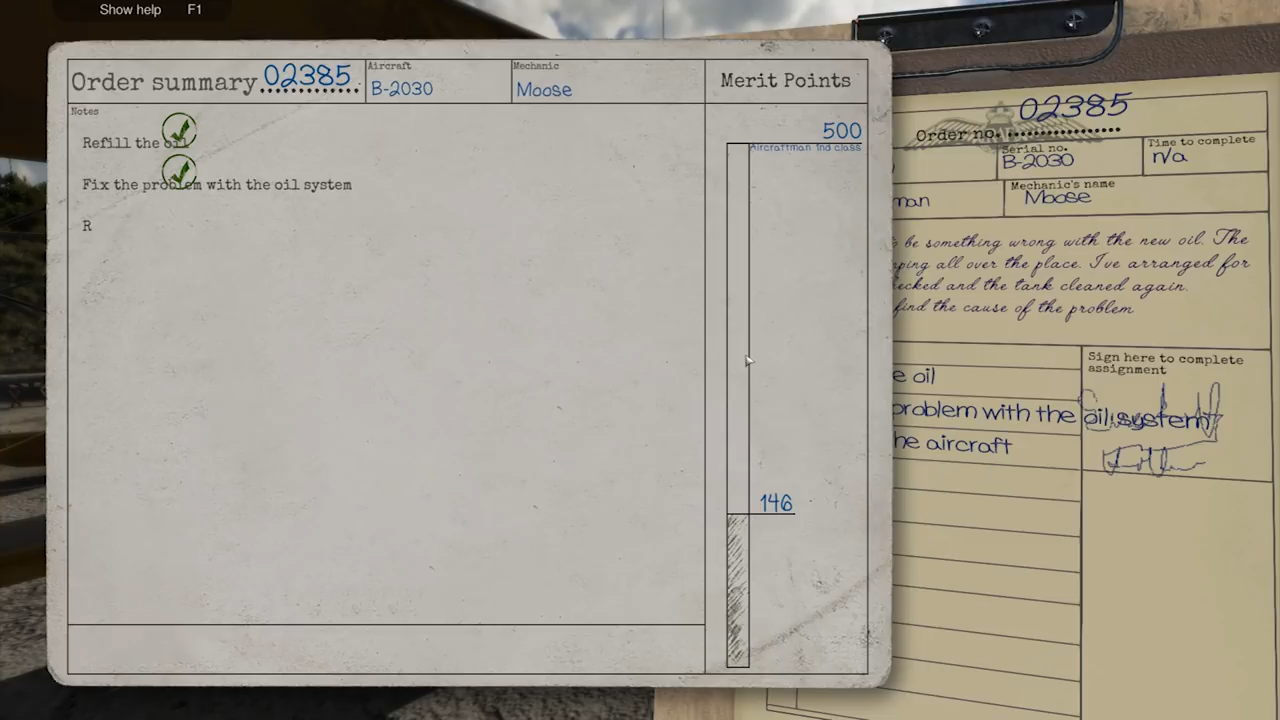 Show help F1
Order summary 02385
Aircraft
B-2030
Mechanic
Moose
Merit Points
Notes
Refill the oil
Fix the problem with the oil system
R
500
Aircraftman 2nd class
146
Order no. 02385
Serial no.
B-2030
Time to complete
n/a
man
Mechanic's name
Moose
be something wrong with the new oil. The
ping all over the place. I've arranged for
ecked and the tank cleaned again.
find the cause of the problem
Sign here to complete
assignment
e oil
problem with the oil system
he aircraft